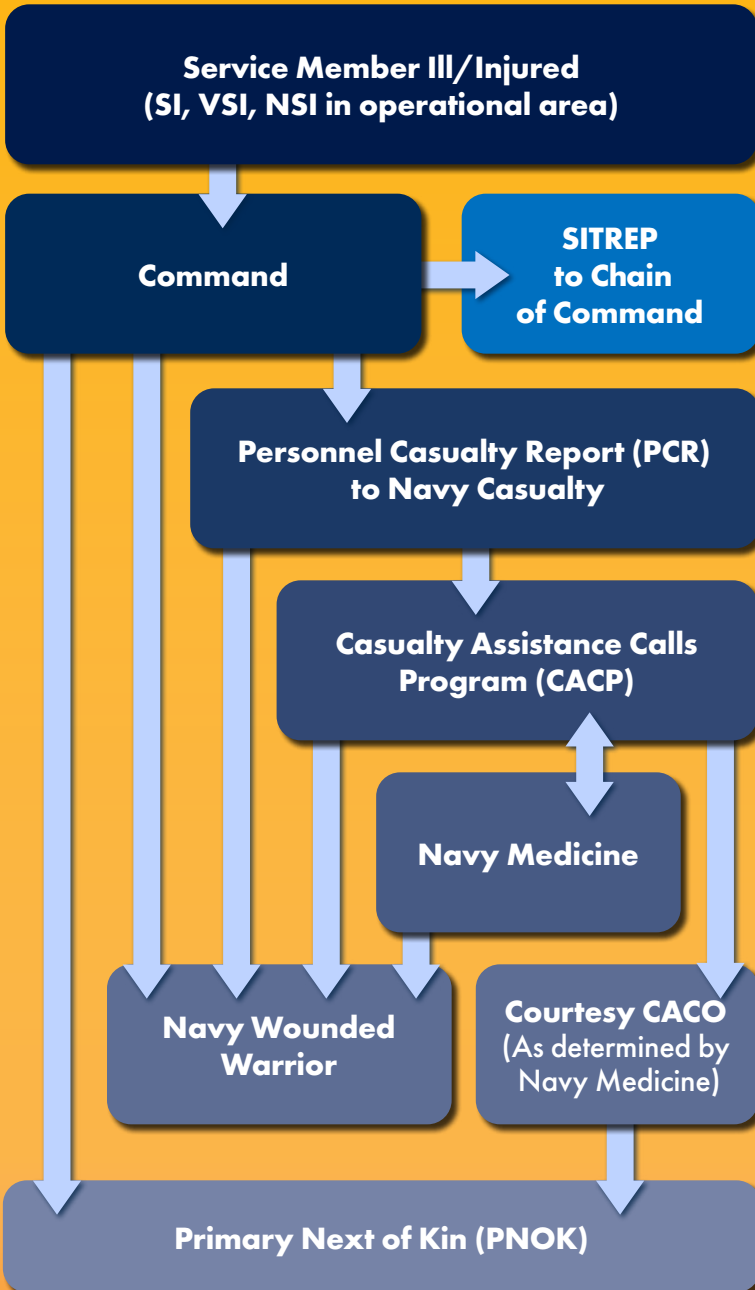 Service Member Ill/Injured
(SI, VSI, NSI in operational area)
Command
SITREP
to Chain
of Command
Personnel Casualty Report (PCR)
to Navy Casualty
Casualty Assistance Calls
Program (CACP)
Navy Medicine
Navy Wounded
Warrior
Courtesy CACO
(As determined by
Navy Medicine)
Primary Next of Kin (PNOK)